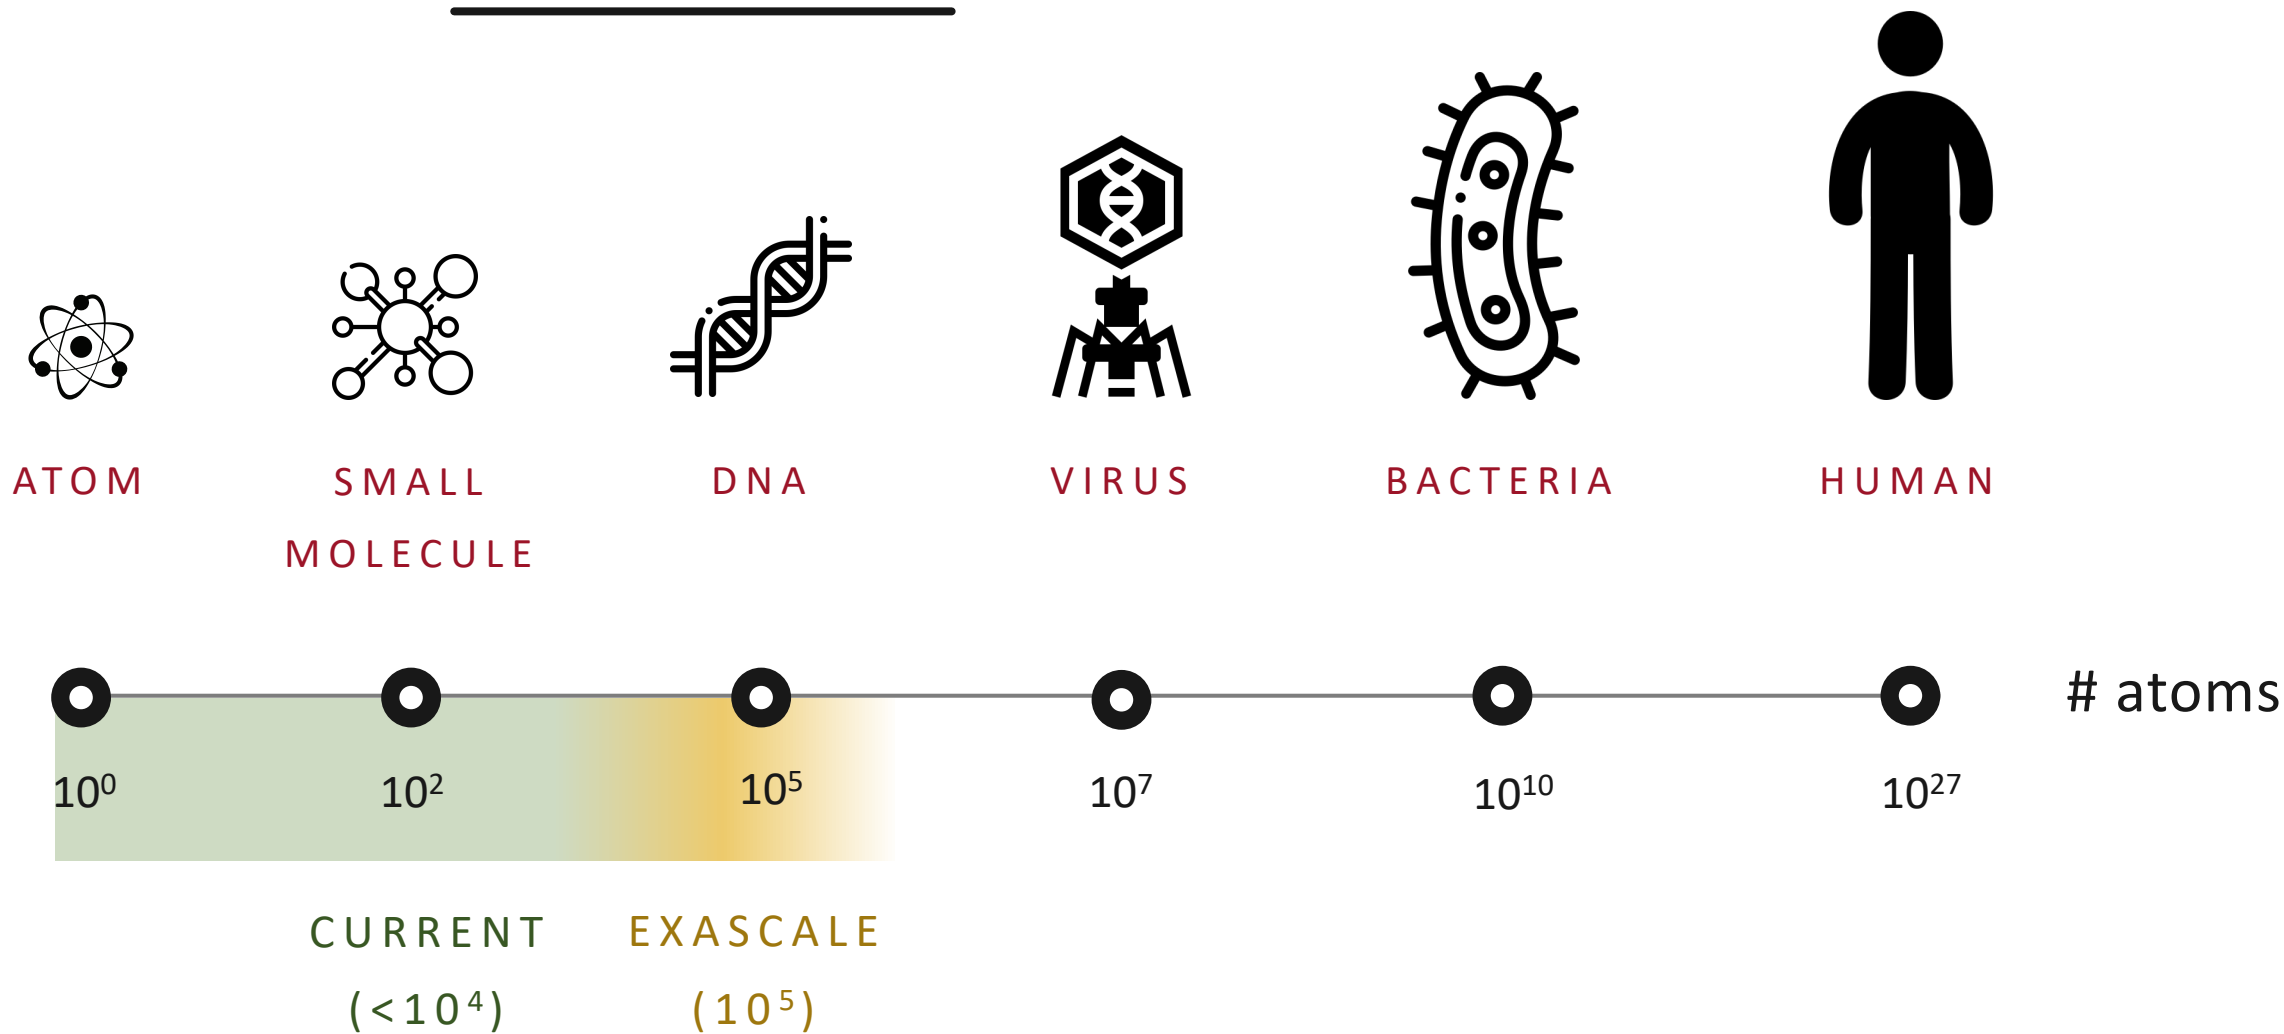 ATOM
SMALL
MOLECULE
DNA
VIRUS
BACTERIA
HUMAN
# atoms
10⁰
10²
10⁵
10⁷
10¹⁰
10²⁷
CURRENT
(<10⁴)
EXASCALE
(10⁵)